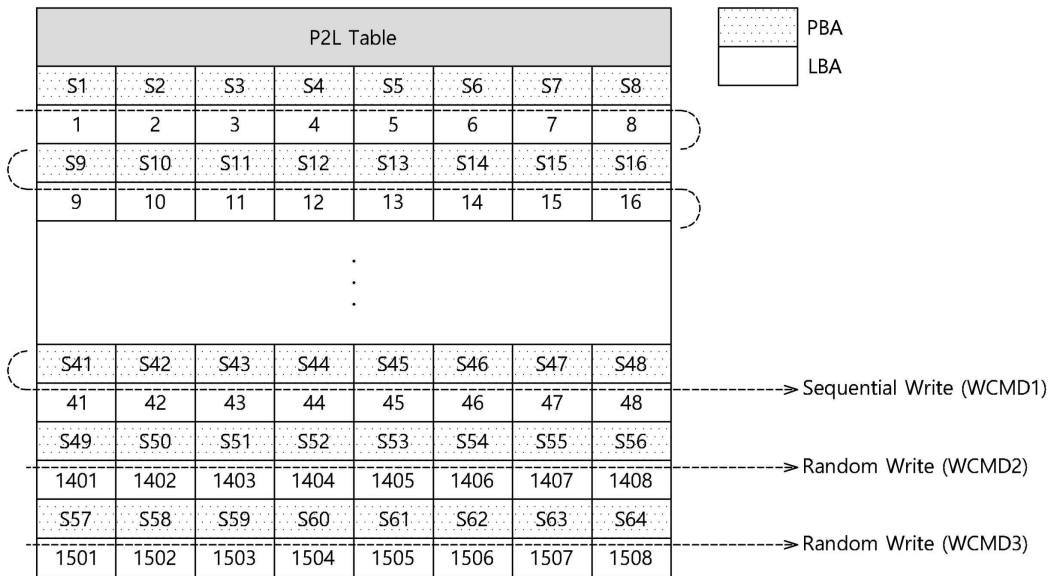 P2L Table
PBA
LBA
S1 S2 S3 S4 S5 S6 S7 S8
1 2 3 4 5 6 7 8
S9 S10 S11 S12 S13 S14 S15 S16
9 10 11 12 13 14 15 16
S41 S42 S43 S44 S45 S46 S47 S48
Sequential Write (WCMD1)
41 42 43 44 45 46 47 48
S49 S50 S51 S52 S53 S54 S55 S56
Random Write (WCMD2)
1401 1402 1403 1404 1405 1406 1407 1408
S57 S58 S59 S60 S61 S62 S63 S64
Random Write (WCMD3)
1501 1502 1503 1504 1505 1506 1507 1508